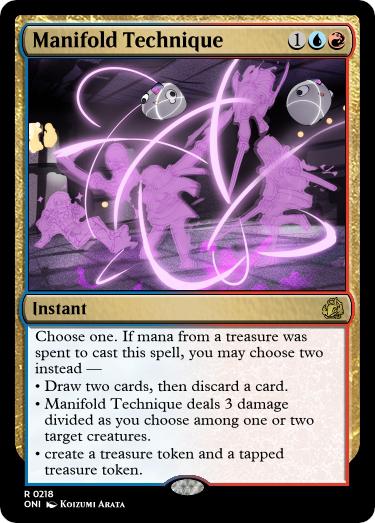 Manifold Technique 1
Instant
Choose one. If mana from a treasure was
spent to cast this spell, you may choose two
instead —
• Draw two cards, then discard a card.
• Manifold Technique deals 3 damage
divided as you choose among one or two
target creatures.
• create a treasure token and a tapped
treasure token.
R 0218
ONI Koizumi Arata